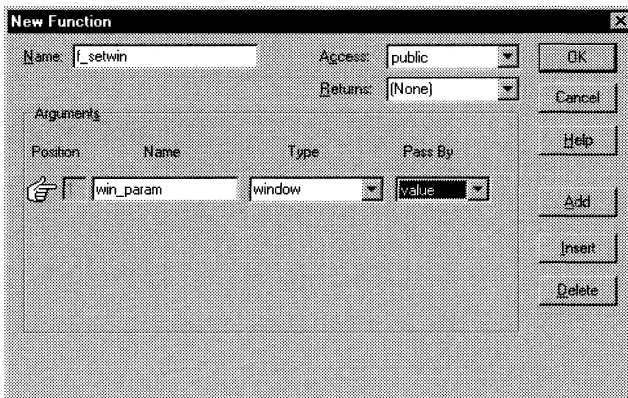 New Function
Name: f_setwin Access: public OK
Returns: (None) Cancel
Arguments
Position Name Type Pass By Help
1 win_param window value Add
Insert
Delete